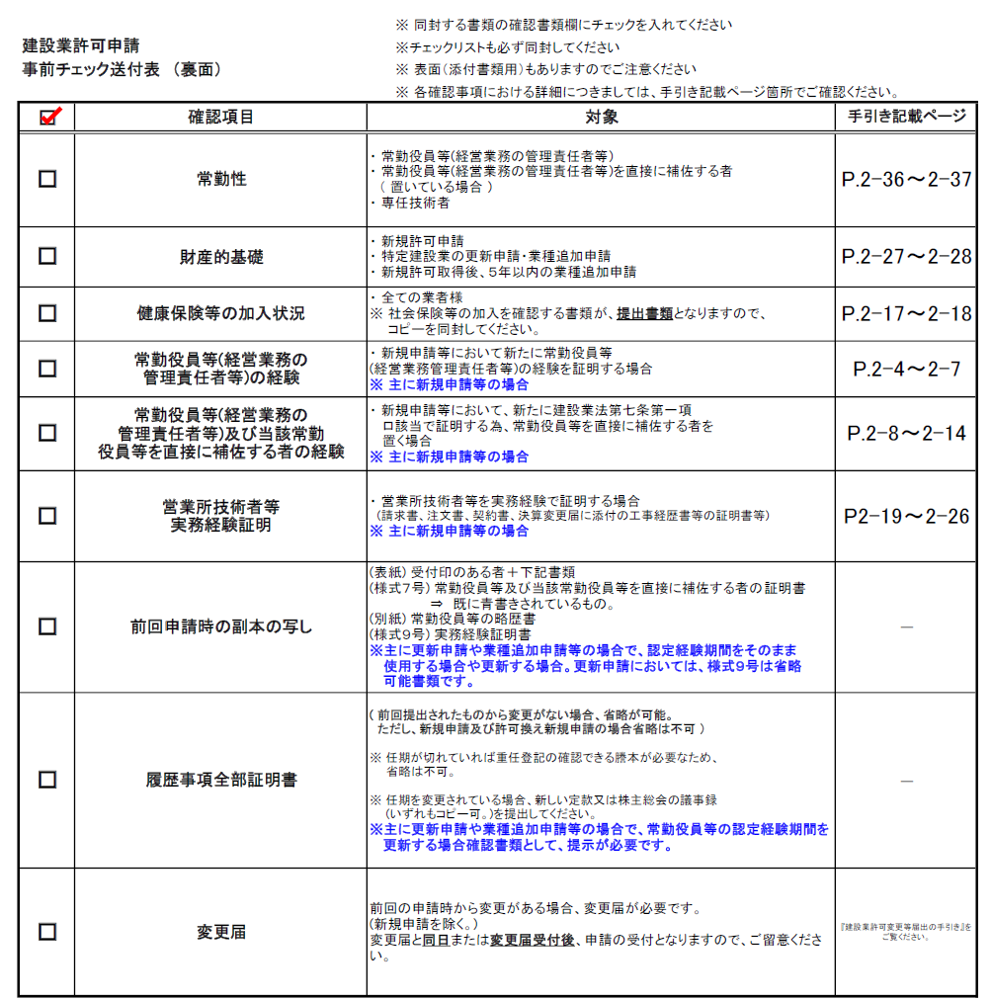 ※ 同封する書類の確認書類欄にチェックを入れてください
建設業許可申請
※チェックリストも必ず同封してください
事前チェック送付表 （裏面）
※ 表面（添付書類用）もありますのでご注意ください
※ 各確認事項における詳細につきましては、手引き記載ページ箇所でご確認ください。
確認項目
対象
手引き記載ページ
常勤性
・ 常勤役員等(経営業務の管理責任者等)
・ 常勤役員等(経営業務の管理責任者等)を直接に補佐する者
（ 置いている場合 ）
・ 専任技術者
P.2-36～2-37
財産的基礎
・ 新規許可申請
・ 特定建設業の更新申請・業種追加申請
・ 新規許可取得後、５年以内の業種追加申請
P.2-27～2-28
健康保険等の加入状況
・ 全ての業者様
※ 社会保険等の加入を確認する書類が、提出書類となりますので、
コピーを同封してください。
P.2-17～2-18
常勤役員等(経営業務の
管理責任者等)の経験
・ 新規申請等において新たに常勤役員等
(経営業務管理責任者等)の経験を証明する場合
※ 主に新規申請等の場合
P.2-4～2-7
常勤役員等(経営業務の
管理責任者等)及び当該常勤
役員等を直接に補佐する者の経験
・ 新規申請等において、新たに建設業法第七条第一項
ロ該当で証明する為、常勤役員等を直接に補佐する者を
置く場合
※ 主に新規申請等の場合
P.2-8～2-14
営業所技術者等
実務経験証明
・ 営業所技術者等を実務経験で証明する場合
（請求書、注文書、契約書、決算変更届に添付の工事経歴書等の証明書等）
※ 主に新規申請等の場合
P2-19～2-26
前回申請時の副本の写し
(表紙) 受付印のある者＋下記書類
(様式７号) 常勤役員等及び当該常勤役員等を直接に補佐する者の証明書
⇒ 既に青書きされているもの。
(別紙) 常勤役員等の略歴書
(様式９号) 実務経験証明書
※主に更新申請や業種追加申請等の場合で、認定経験期間をそのまま
使用する場合や更新する場合。更新申請においては、様式９号は省略
可能書類です。
―
履歴事項全部証明書
( 前回提出されたものから変更がない場合、省略が可能。
ただし、新規申請及び許可換え新規申請の場合省略は不可 )
※ 任期が切れていれば重任登記の確認できる謄本が必要なため、
省略は不可。
※ 任期を変更されている場合、新しい定款又は株主総会の議事録
（いずれもコピー可。）を提出してください。
※主に更新申請や業種追加申請等の場合で、常勤役員等の認定経験期間を
更新する場合確認書類として、提示が必要です。
―
変更届
前回の申請時から変更がある場合、変更届が必要です。
(新規申請を除く。)
変更届と同日または変更届受付後、申請の受付となりますので、ご留意くださ
い。
『建設業許可変更等届出の手引き』を
ご覧ください。